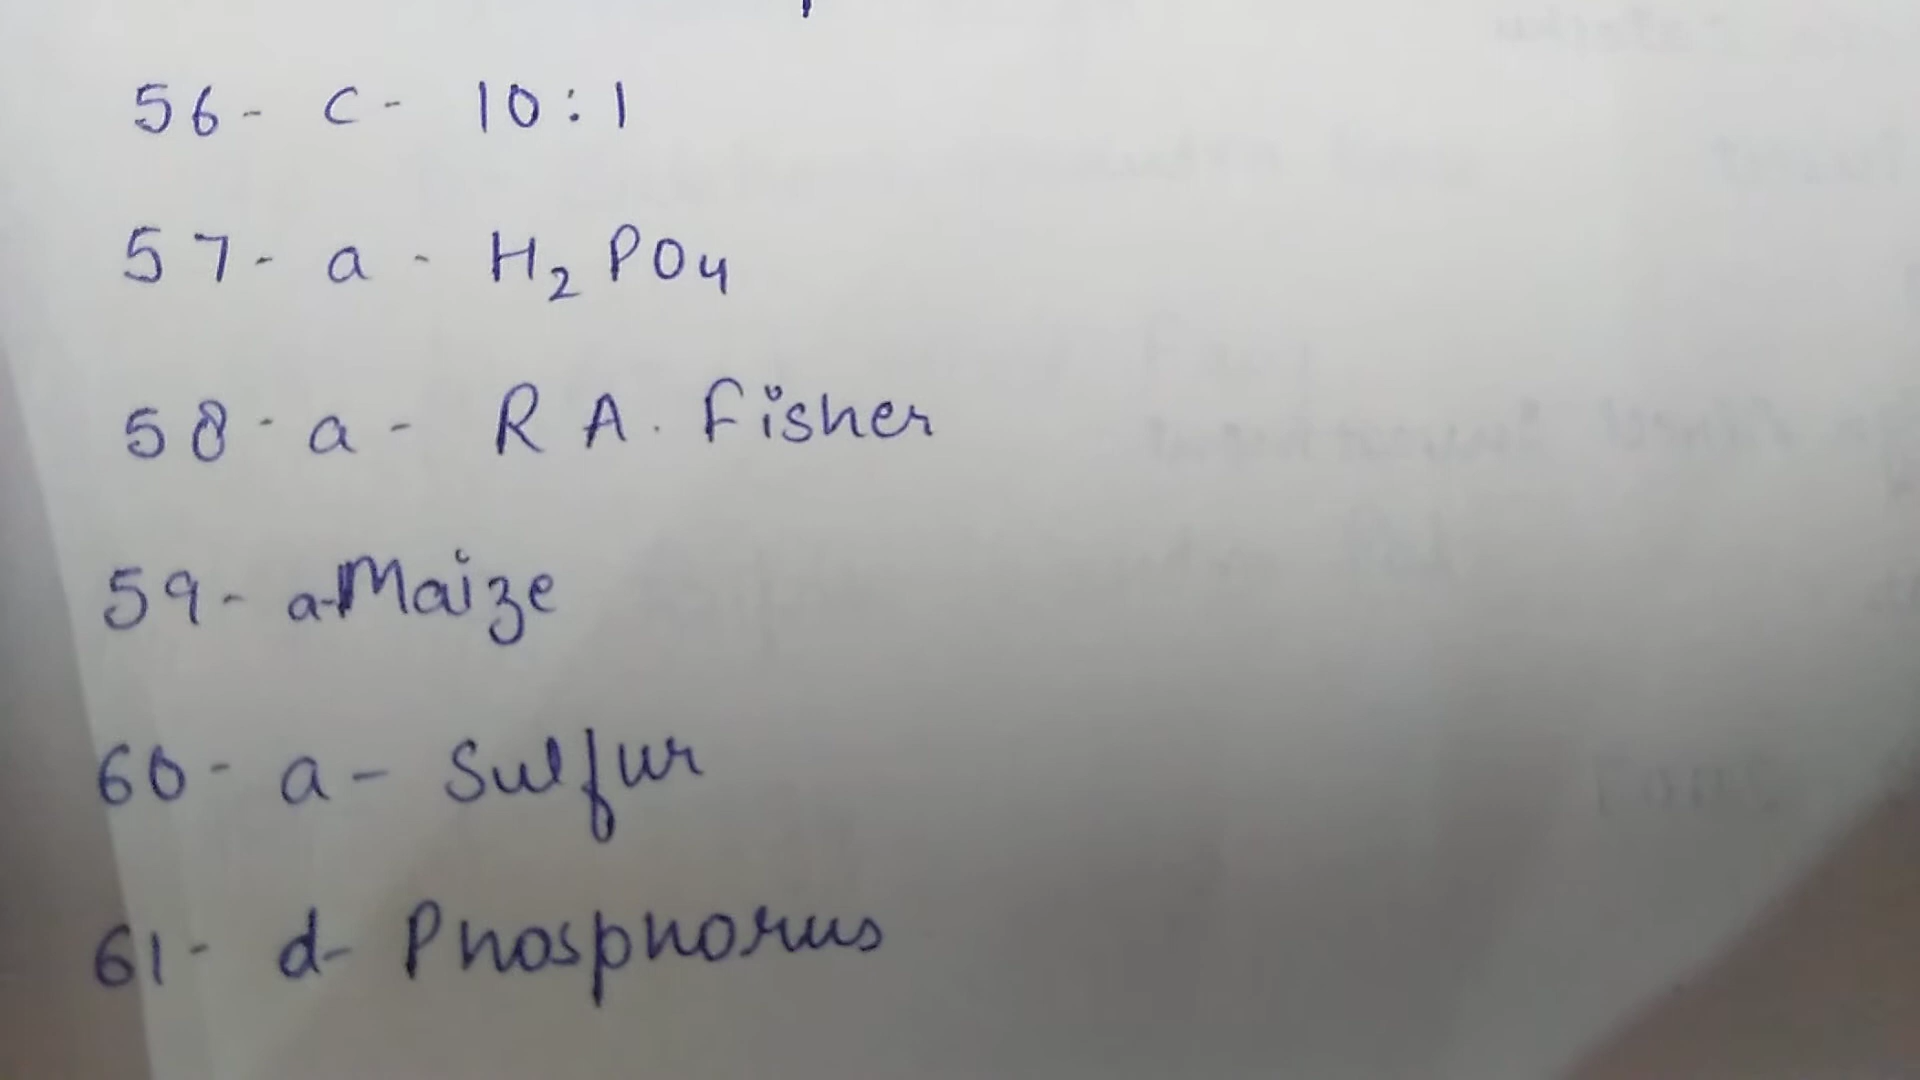 56- C- 10:1
57- a - H₂PO₄
58- a- R A. Fisher
59- a-Maize
60- a- Sulfur
61- d- Phosphorus